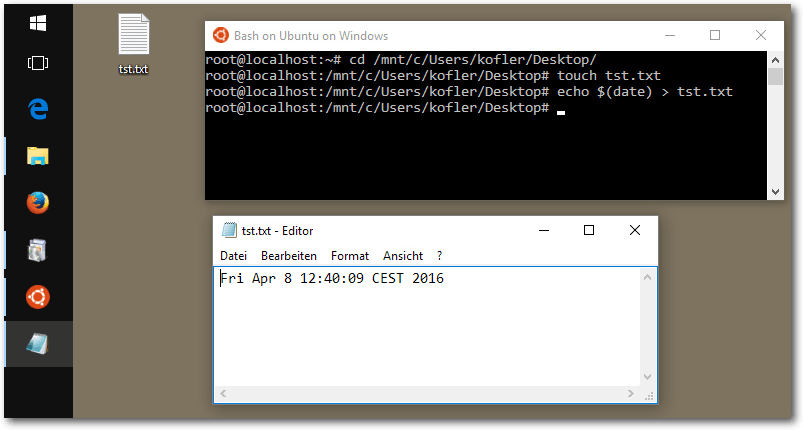 tst.txt
Bash on Ubuntu on Windows
root@localhost:~# cd /mnt/c/Users/kofler/Desktop/
root@localhost:/mnt/c/Users/kofler/Desktop# touch tst.txt
root@localhost:/mnt/c/Users/kofler/Desktop# echo $(date) > tst.txt
root@localhost:/mnt/c/Users/kofler/Desktop#
tst.txt - Editor
Datei Bearbeiten Format Ansicht ?
Fri Apr 8 12:40:09 CEST 2016